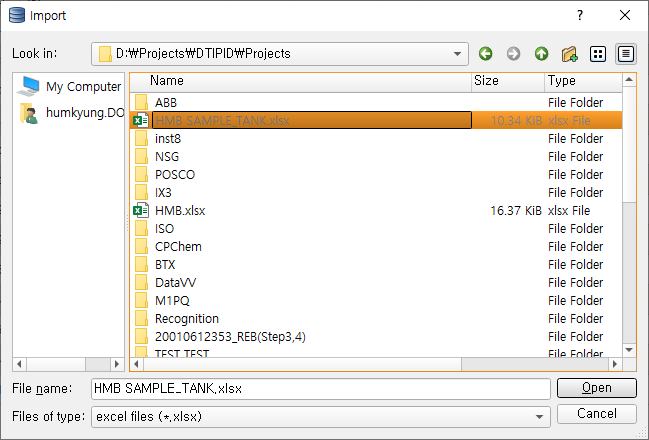 Import
?
Look in:
D:₩Projects₩DTIPID₩Projects
My Computer
humkyung.DO
Name Size Type
ABB File Folder
HMB SAMPLE_TANK.xlsx 10.34 KiB xlsx File
inst8 File Folder
NSG File Folder
POSCO File Folder
IX3 File Folder
HMB.xlsx 16.37 KiB xlsx File
ISO File Folder
CPChem File Folder
BTX File Folder
DataVV File Folder
M1PQ File Folder
Recognition File Folder
20010612353_REB(Step3,4) File Folder
TEST TEST File Folder
File name: HMB SAMPLE_TANK.xlsx Open
Files of type: excel files (*.xlsx) Cancel